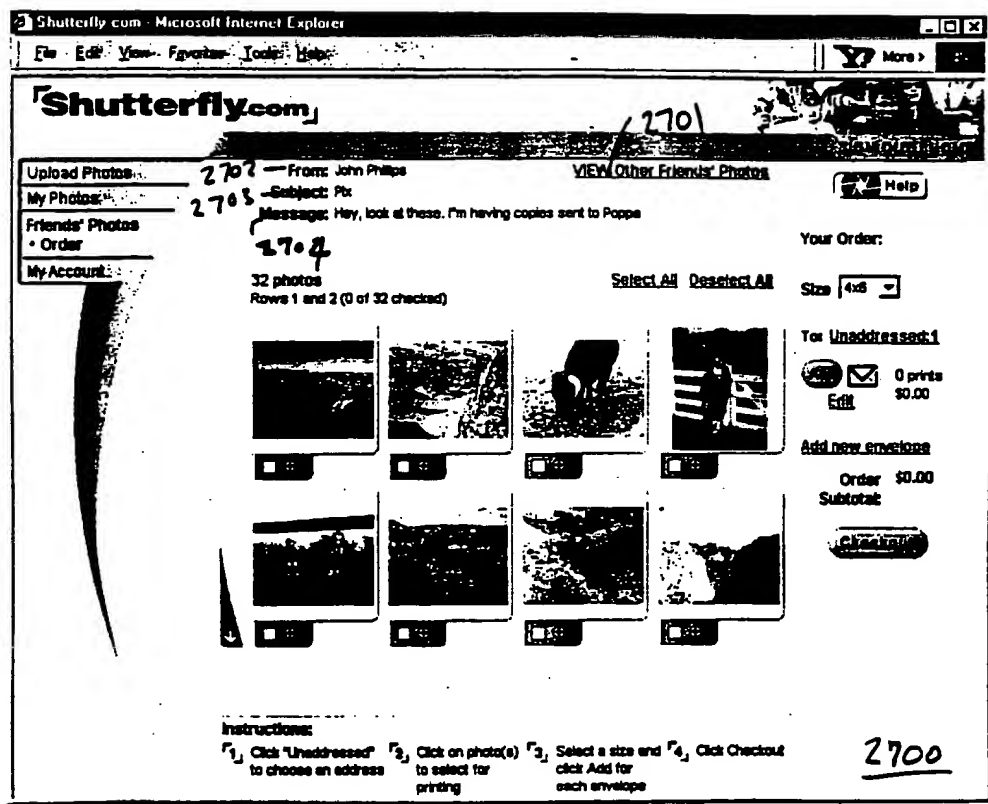 Shutterfly com - Microsoft Internet Explorer
File Edit View Favorites Tools Help
More >
Shutterfly.com
2701
Upload Photos
My Photos
Friends' Photos
• Order
My Account
2702
From: John Phillips
VIEW Other Friends' Photos
Help
2703
Subject: Pix
Message: Hey, look at these. I'm having copies sent to Poppa
2704
Your Order:
32 photos
Rows 1 and 2 (0 of 32 checked)
Select All Deselect All
Size 4x6
To: Unaddressed:1
0 prints
$0.00
Edit
Add new envelope
Order Subtotal: $0.00
Checkout
Instructions:
1 Click "Unaddressed" to choose an address
2 Click on photo(s) to select for printing
3 Select a size and click Add for each envelope
4 Click Checkout
2700